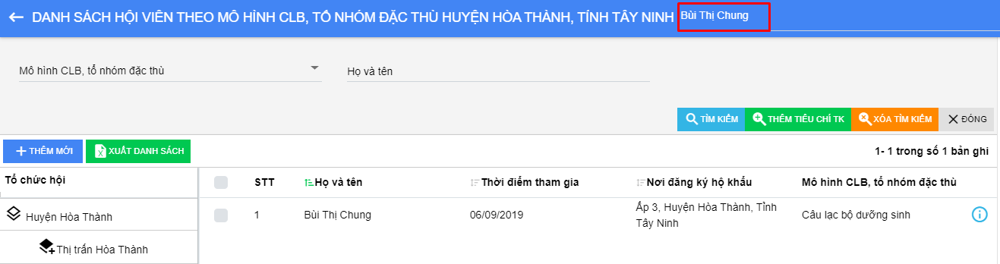 DANH SÁCH HỘI VIÊN THEO MÔ HÌNH CLB, TỔ NHÓM ĐẶC THÙ HUYỆN HÒA THÀNH, TỈNH TÂY NINH Bùi Thị Chung
Mô hình CLB, tổ nhóm đặc thù Họ và tên
TÌM KIẾM THÊM TIÊU CHÍ TK XÓA TÌM KIẾM ĐÓNG
THÊM MỚI XUẤT DANH SÁCH 1- 1 trong số 1 bản ghi
Tổ chức hội STT Họ và tên Thời điểm tham gia Nơi đăng ký hộ khẩu Mô hình CLB, tổ nhóm đặc thù
Huyện Hòa Thành 1 Bùi Thị Chung 06/09/2019 Ấp 3, Huyện Hòa Thành, Tỉnh Câu lạc bộ dưỡng sinh
Tây Ninh
Thị trấn Hòa Thành